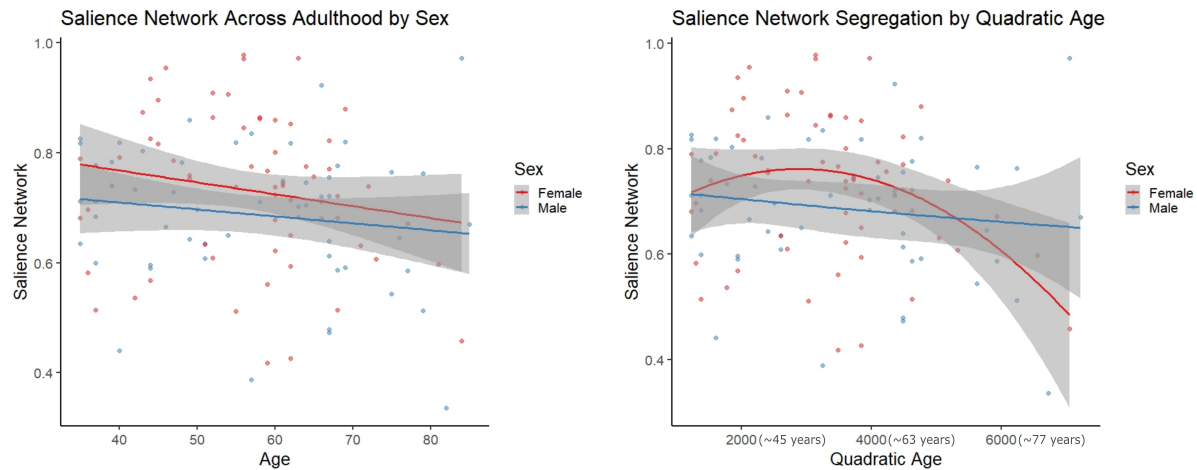 Salience Network Across Adulthood by Sex
1.0
0.8
0.6
0.4
Salience Network
40
50
60
70
80
Age
Sex
Female
Male
Salience Network Segregation by Quadratic Age
1.0
0.8
0.6
0.4
Salience Network
2000 (~45 years)
4000 (~63 years)
6000 (~77 years)
Quadratic Age
Sex
Female
Male